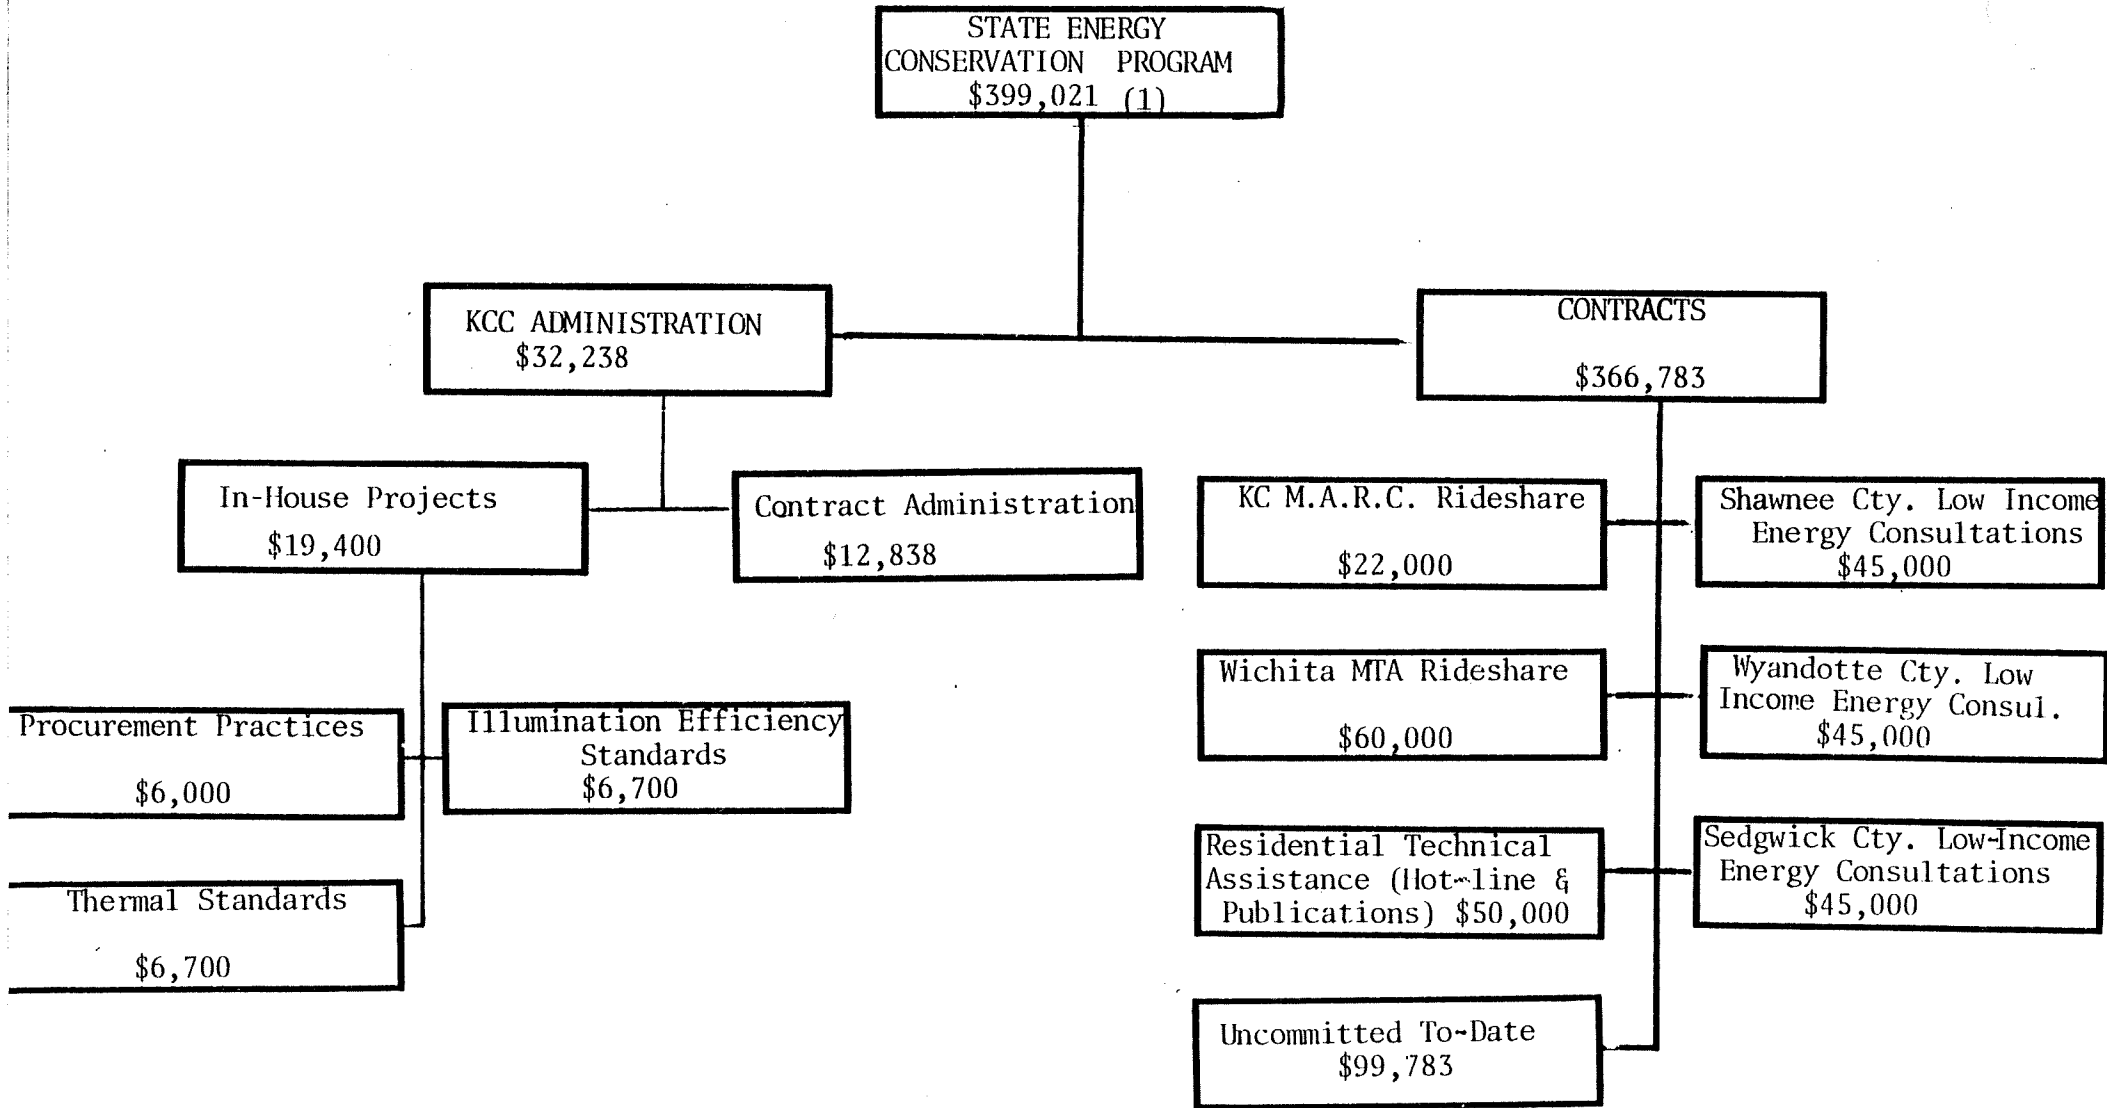 STATE ENERGY
CONSERVATION PROGRAM
$399,021 (1)
KCC ADMINISTRATION
$32,238
CONTRACTS
$366,783
In-House Projects
$19,400
Contract Administration
$12,838
KC M.A.R.C. Rideshare
$22,000
Shawnee Cty. Low Income
Energy Consultations
$45,000
Wichita MTA Rideshare
$60,000
Wyandotte Cty. Low
Income Energy Consul.
$45,000
Procurement Practices
$6,000
Illumination Efficiency
Standards
$6,700
Residential Technical
Assistance (Hot-line &
Publications) $50,000
Sedgwick Cty. Low-Income
Energy Consultations
$45,000
Thermal Standards
$6,700
Uncommitted To-Date
$99,783